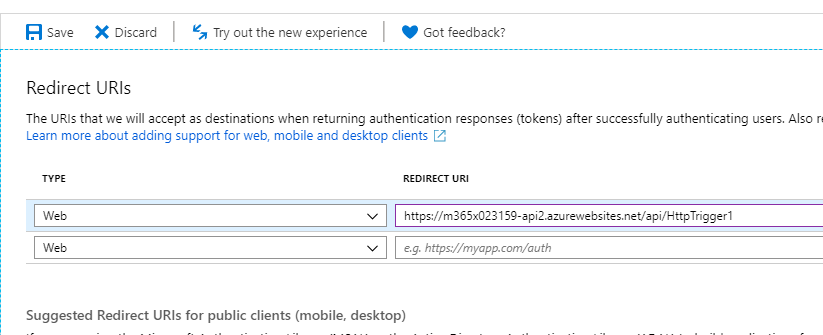 Save Discard Try out the new experience Got feedback?
Redirect URIs
The URIs that we will accept as destinations when returning authentication responses (tokens) after successfully authenticating users. Also
Learn more about adding support for web, mobile and desktop clients
TYPE REDIRECT URI
Web https://m365x023159-api2.azurewebsites.net/api/HttpTrigger1
Web e.g. https://myapp.com/auth
Suggested Redirect URIs for public clients (mobile, desktop)